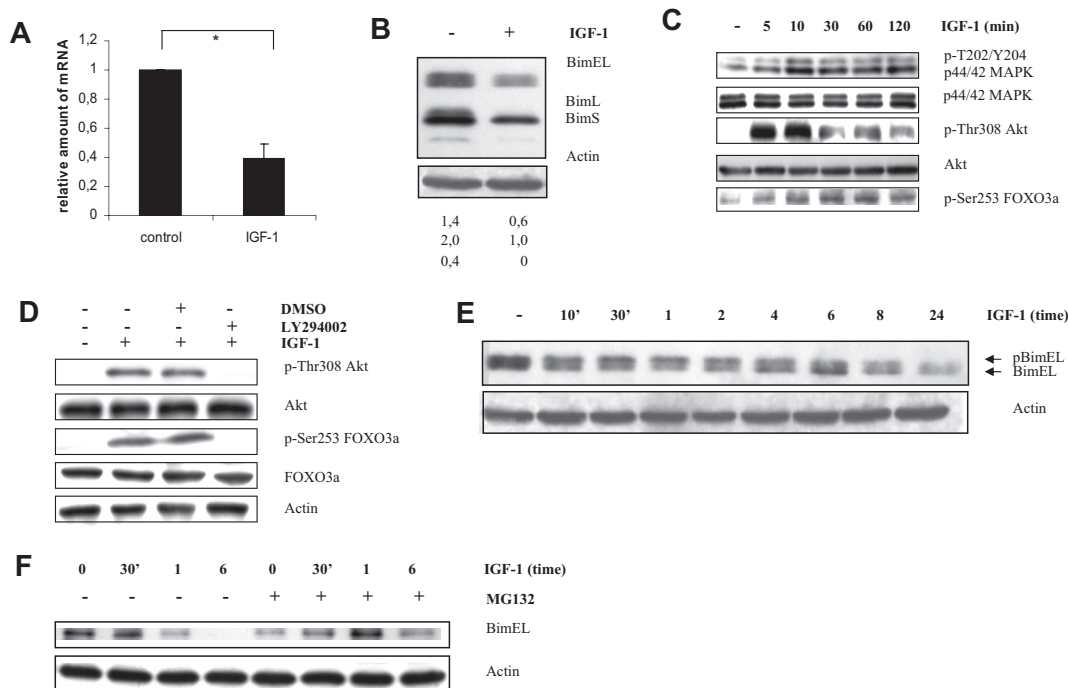 A
1,2
1
0,8
0,6
0,4
0,2
0
relative amount of mRNA
*
control
IGF-1
B
- + IGF-1
BimEL
BimL
BimS
Actin
1,4 0,6
2,0 1,0
0,4 0
C
- 5 10 30 60 120 IGF-1 (min)
p-T202/Y204
p44/42 MAPK
p44/42 MAPK
p-Thr308 Akt
Akt
p-Ser253 FOXO3a
D
- - + - DMSO
- - - + LY294002
- + + + IGF-1
p-Thr308 Akt
Akt
p-Ser253 FOXO3a
FOXO3a
Actin
E
- 10' 30' 1 2 4 6 8 24 IGF-1 (time)
pBimEL
BimEL
Actin
F
0 30' 1 6 0 30' 1 6 IGF-1 (time)
- - - - + + + + MG132
BimEL
Actin